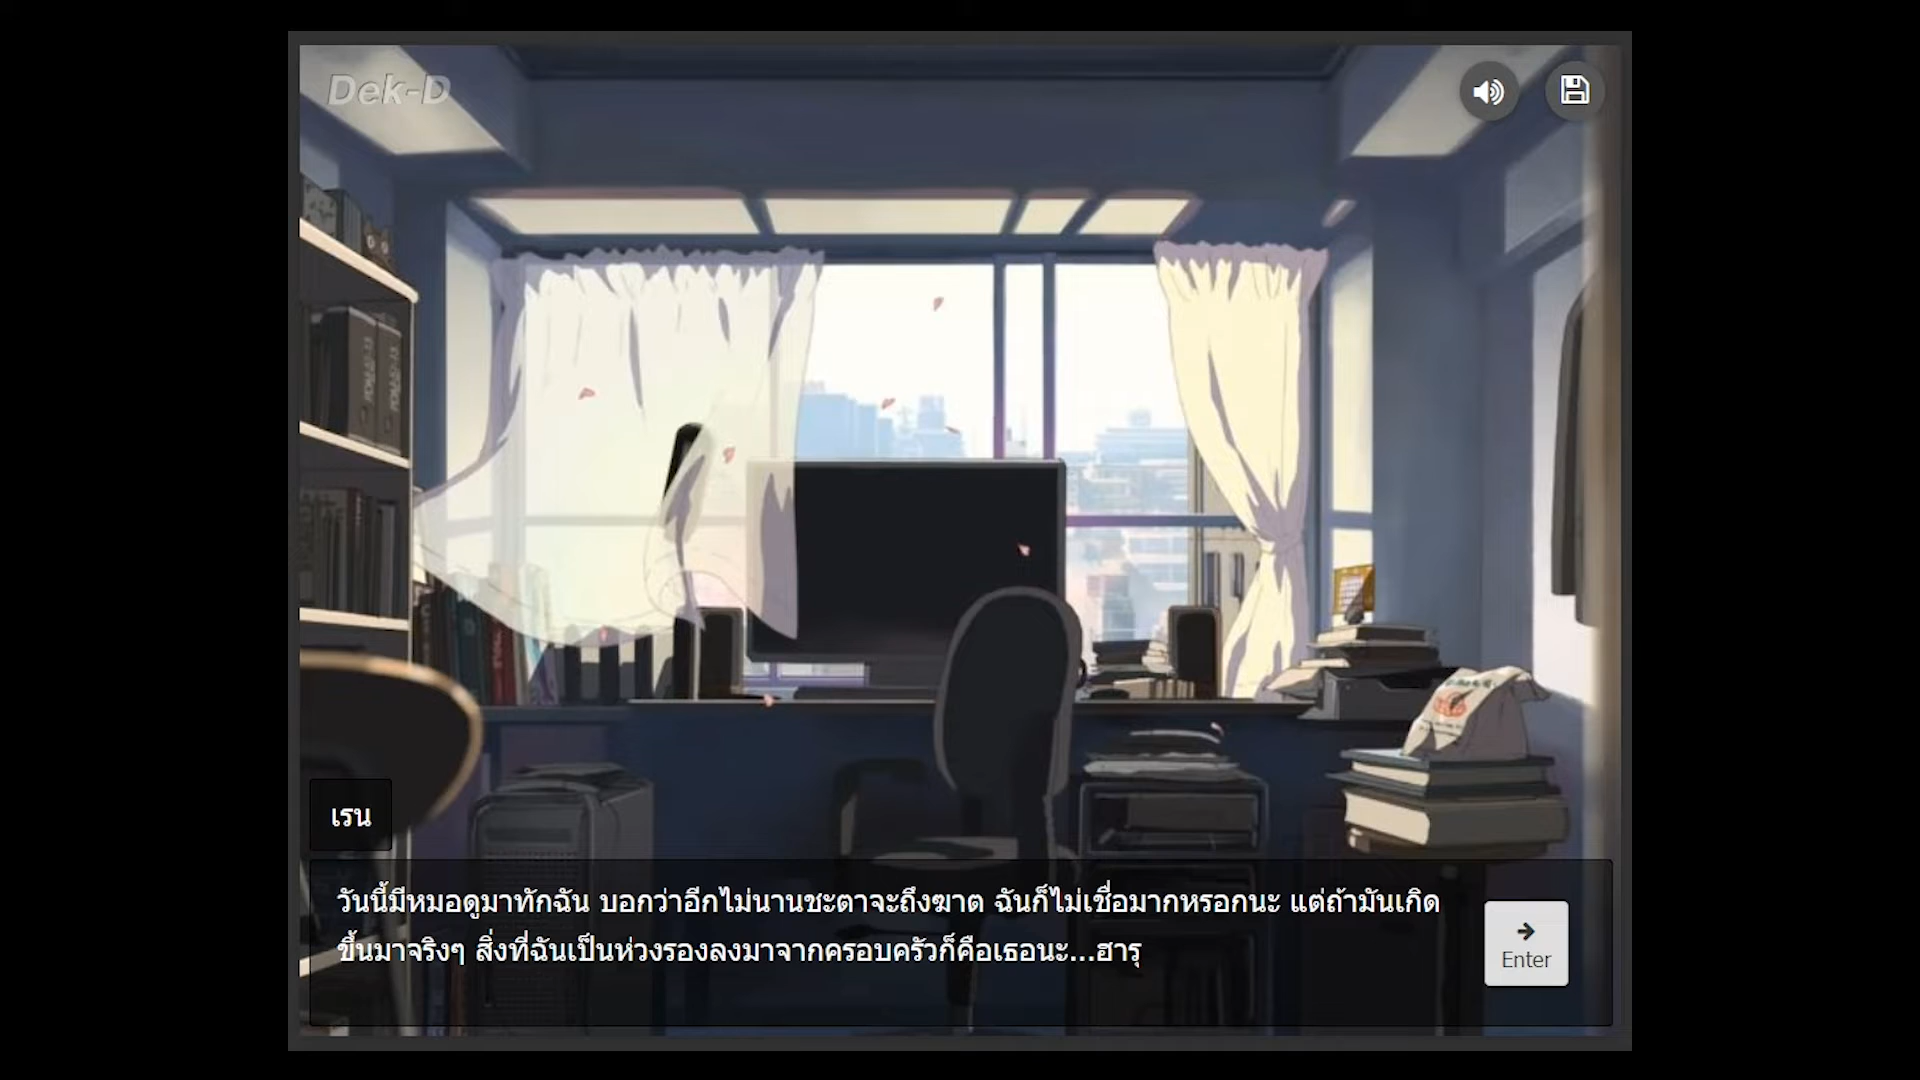 Dek-D
เรน
วันนี้มีหมอดูมาทักฉัน บอกว่าอีกไม่นานชะตาจะถึงฆาต ฉันก็ไม่เชื่อมากหรอกนะ แต่ถ้ามันเกิด
ขึ้นมาจริงๆ สิ่งที่ฉันเป็นห่วงรองลงมาจากครอบครัวก็คือเธอนะ...ฮารุ
Enter